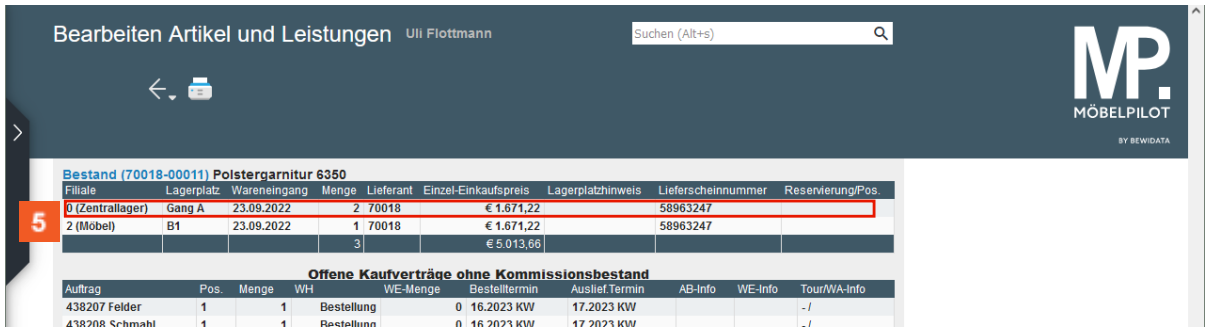 Bearbeiten Artikel und Leistungen Uli Flottmann Suchen (Alt+s)
MP.
MÖBELPILOT
BY BEWIDATA
Bestand (70018-00011) Polstergarnitur 6350
Filiale Lagerplatz Wareneingang Menge Lieferant Einzel-Einkaufspreis Lagerplatzhinweis Lieferscheinnummer Reservierung/Pos.
0 (Zentrallager) Gang A 23.09.2022 2 70018 € 1.671,22 58963247
5
2 (Möbel) B1 23.09.2022 1 70018 € 1.671,22 58963247
3 € 5.013,66
Offene Kaufverträge ohne Kommissionsbestand
Auftrag Pos. Menge WH WE-Menge Bestelltermin Auslief.Termin AB-Info WE-Info Tour/WA-Info
438207 Felder 1 1 Bestellung 0 16.2023 KW 17.2023 KW - /
438208 Schmahl 1 1 Bestellung 0 16.2023 KW 17.2023 KW - /